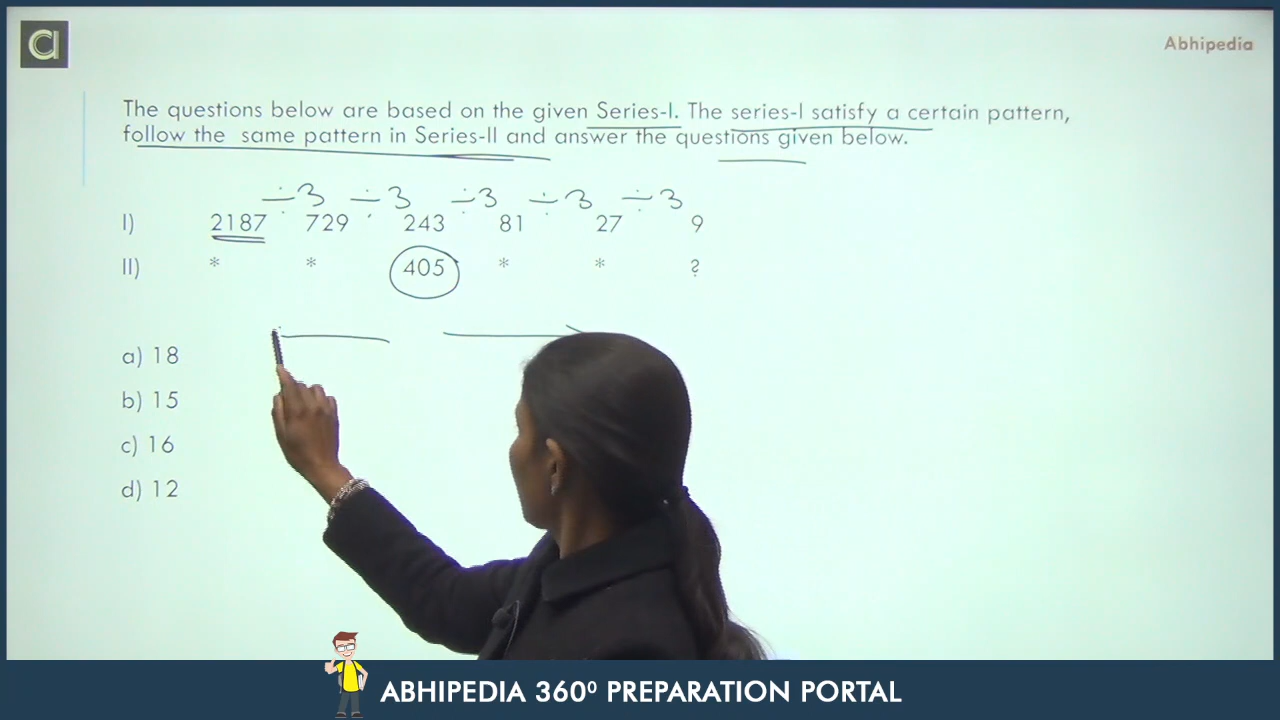 Abhipedia
The questions below are based on the given Series-I. The series-I satisfy a certain pattern,
follow the same pattern in Series-II and answer the questions given below.
÷3 ÷3 ÷3 ÷3 ÷3
I) 2187 729 243 81 27 9
II) * * 405 * * ?
a) 18
b) 15
c) 16
d) 12
ABHIPEDIA 360⁰ PREPARATION PORTAL